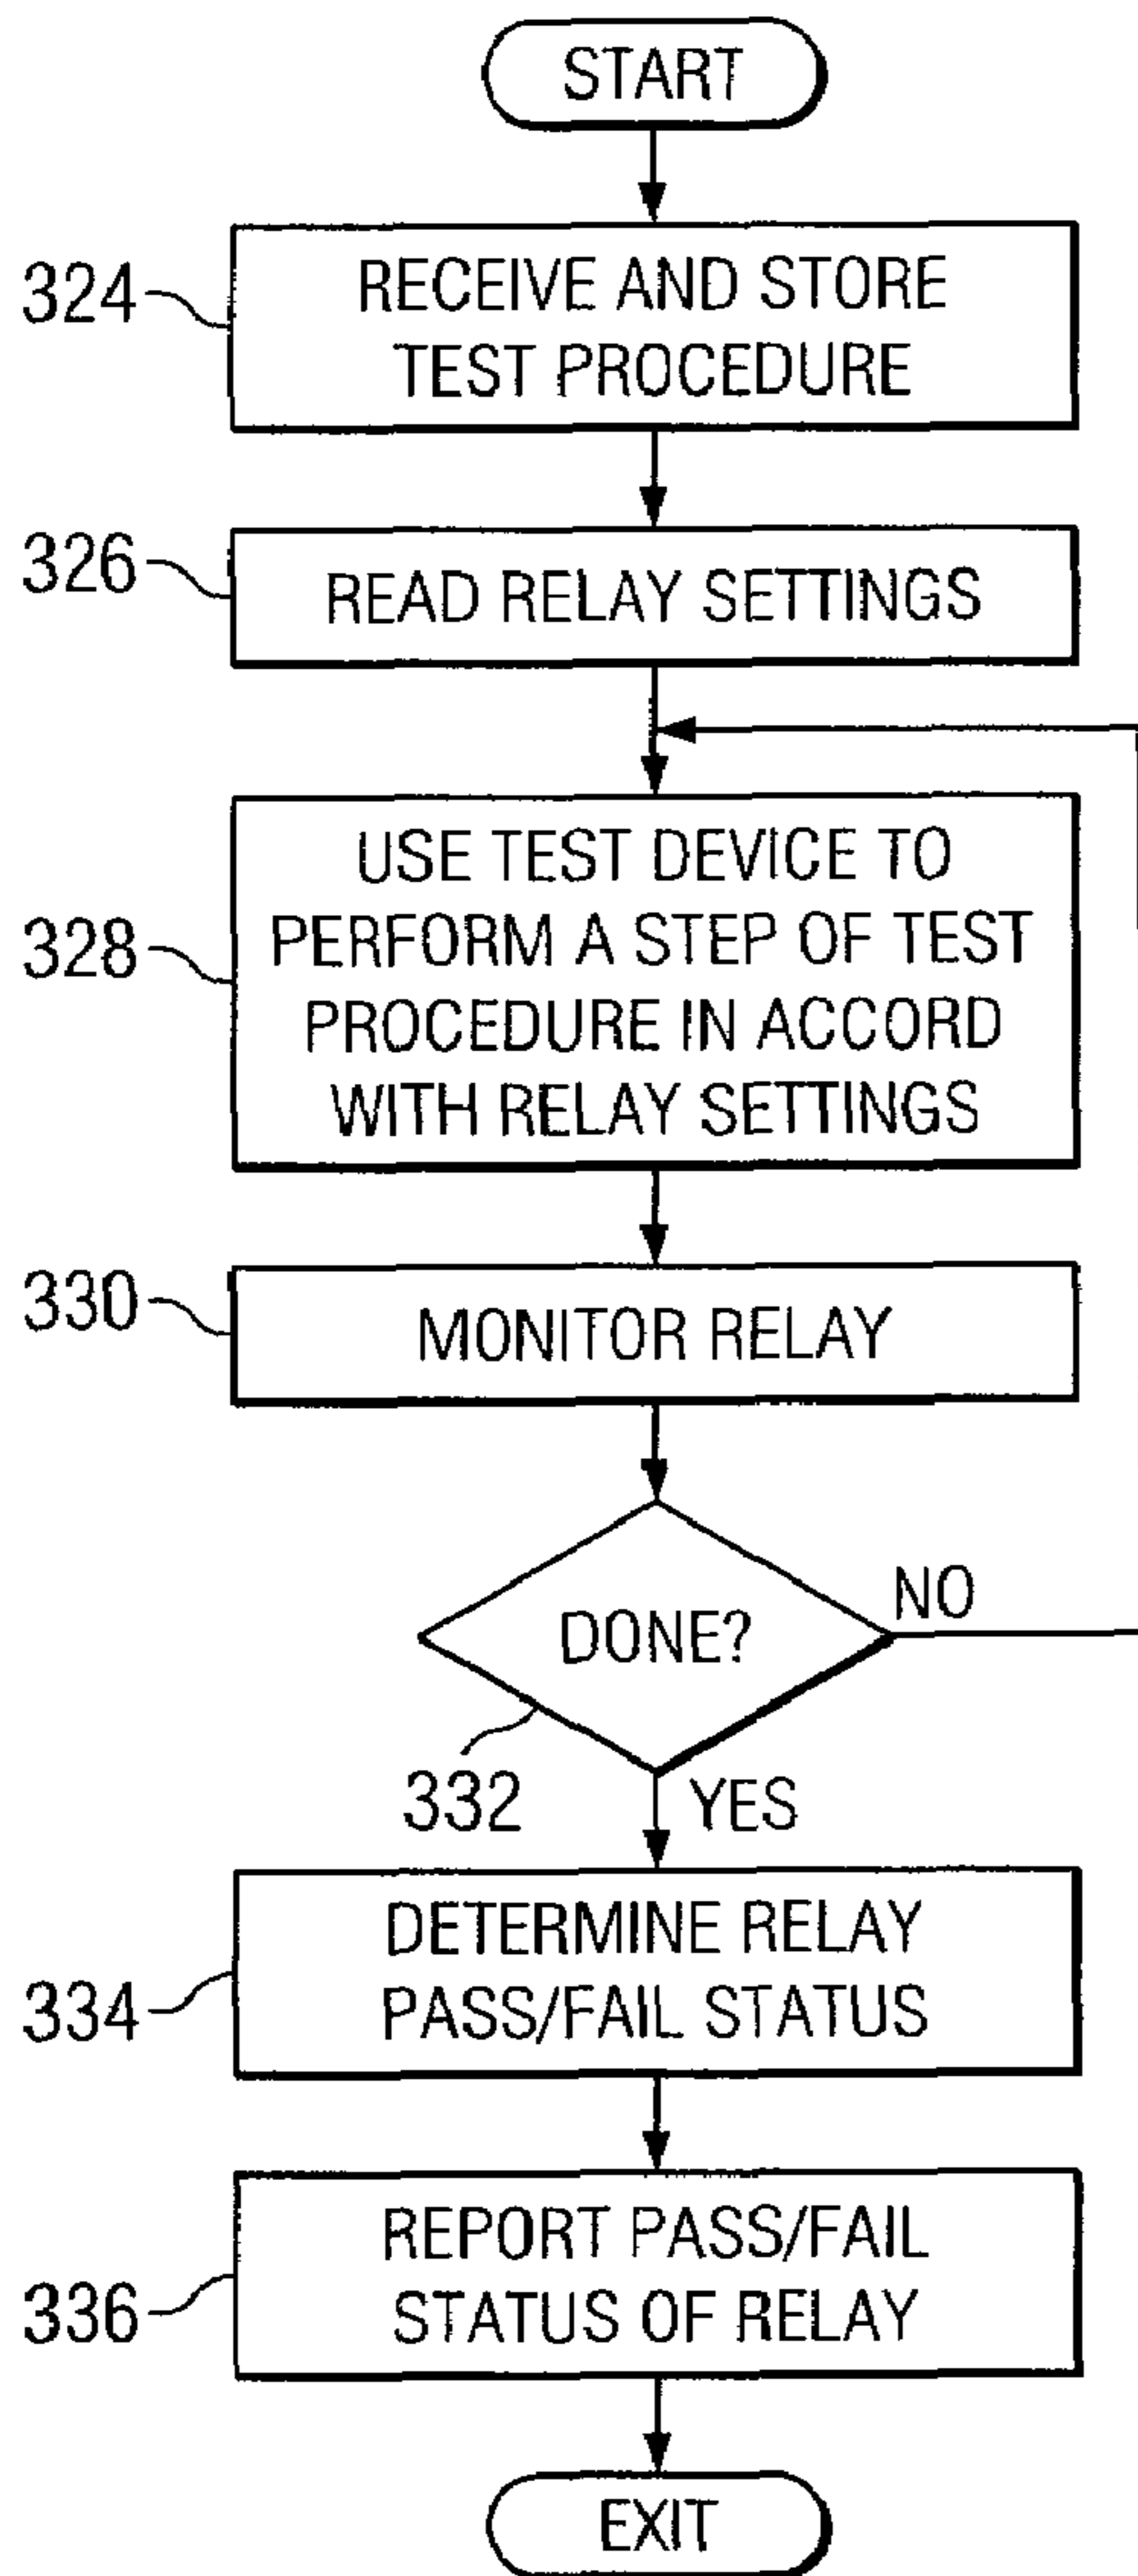 START
324
RECEIVE AND STORE
TEST PROCEDURE
326
READ RELAY SETTINGS
328
USE TEST DEVICE TO
PERFORM A STEP OF TEST
PROCEDURE IN ACCORD
WITH RELAY SETTINGS
330
MONITOR RELAY
DONE?
NO
332
YES
334
DETERMINE RELAY
PASS/FAIL STATUS
336
REPORT PASS/FAIL
STATUS OF RELAY
EXIT